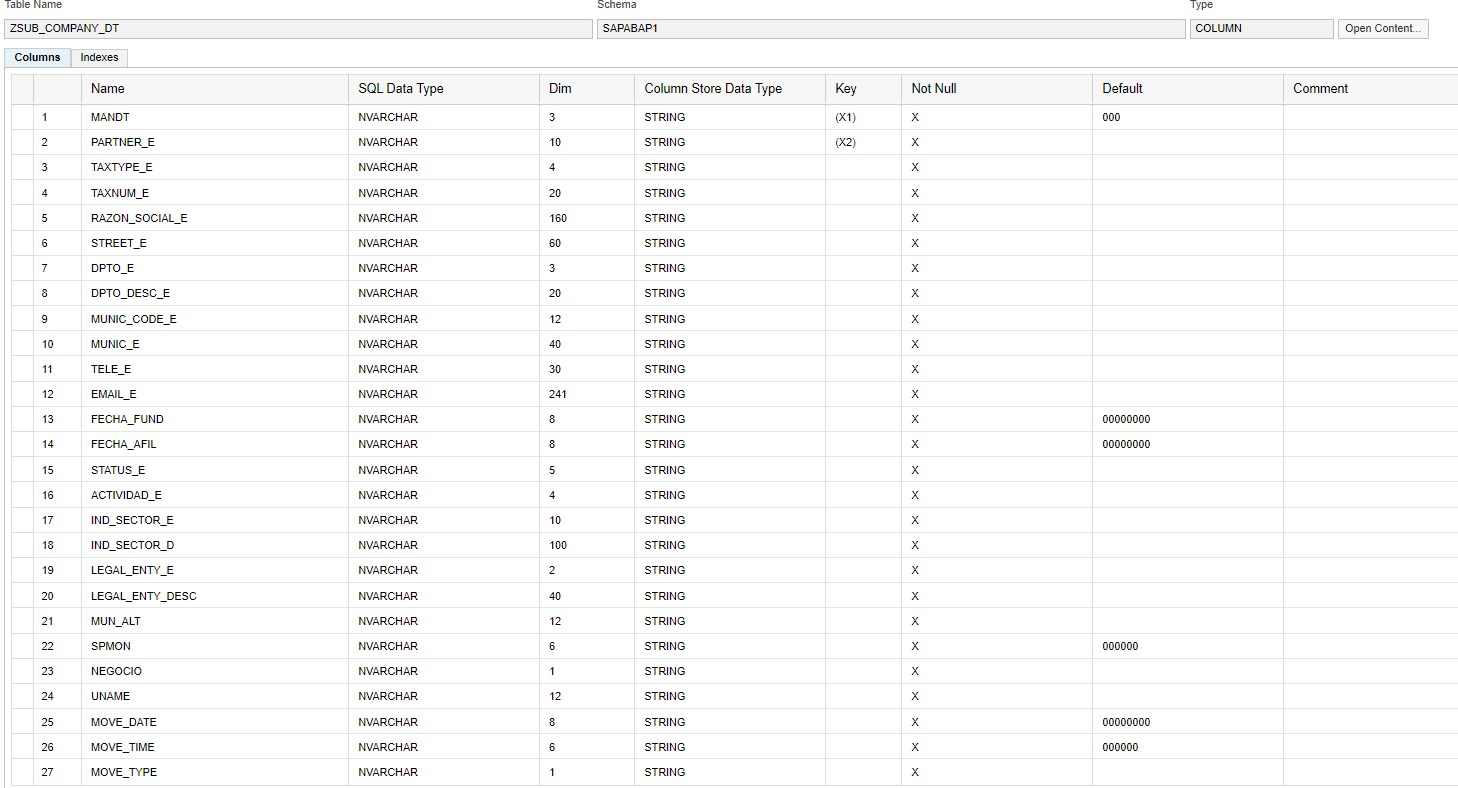 Table Name Schema Type
ZSUB_COMPANY_DT SAPABAP1 COLUMN Open Content...
Columns Indexes
Name SQL Data Type Dim Column Store Data Type Key Not Null Default Comment
1 MANDT NVARCHAR 3 STRING (X1) X 000
2 PARTNER_E NVARCHAR 10 STRING (X2) X
3 TAXTYPE_E NVARCHAR 4 STRING X
4 TAXNUM_E NVARCHAR 20 STRING X
5 RAZON_SOCIAL_E NVARCHAR 160 STRING X
6 STREET_E NVARCHAR 60 STRING X
7 DPTO_E NVARCHAR 3 STRING X
8 DPTO_DESC_E NVARCHAR 20 STRING X
9 MUNIC_CODE_E NVARCHAR 12 STRING X
10 MUNIC_E NVARCHAR 40 STRING X
11 TELE_E NVARCHAR 30 STRING X
12 EMAIL_E NVARCHAR 241 STRING X
13 FECHA_FUND NVARCHAR 8 STRING X 00000000
14 FECHA_AFIL NVARCHAR 8 STRING X 00000000
15 STATUS_E NVARCHAR 5 STRING X
16 ACTIVIDAD_E NVARCHAR 4 STRING X
17 IND_SECTOR_E NVARCHAR 10 STRING X
18 IND_SECTOR_D NVARCHAR 100 STRING X
19 LEGAL_ENTY_E NVARCHAR 2 STRING X
20 LEGAL_ENTY_DESC NVARCHAR 40 STRING X
21 MUN_ALT NVARCHAR 12 STRING X
22 SPMON NVARCHAR 6 STRING X 000000
23 NEGOCIO NVARCHAR 1 STRING X
24 UNAME NVARCHAR 12 STRING X
25 MOVE_DATE NVARCHAR 8 STRING X 00000000
26 MOVE_TIME NVARCHAR 6 STRING X 000000
27 MOVE_TYPE NVARCHAR 1 STRING X